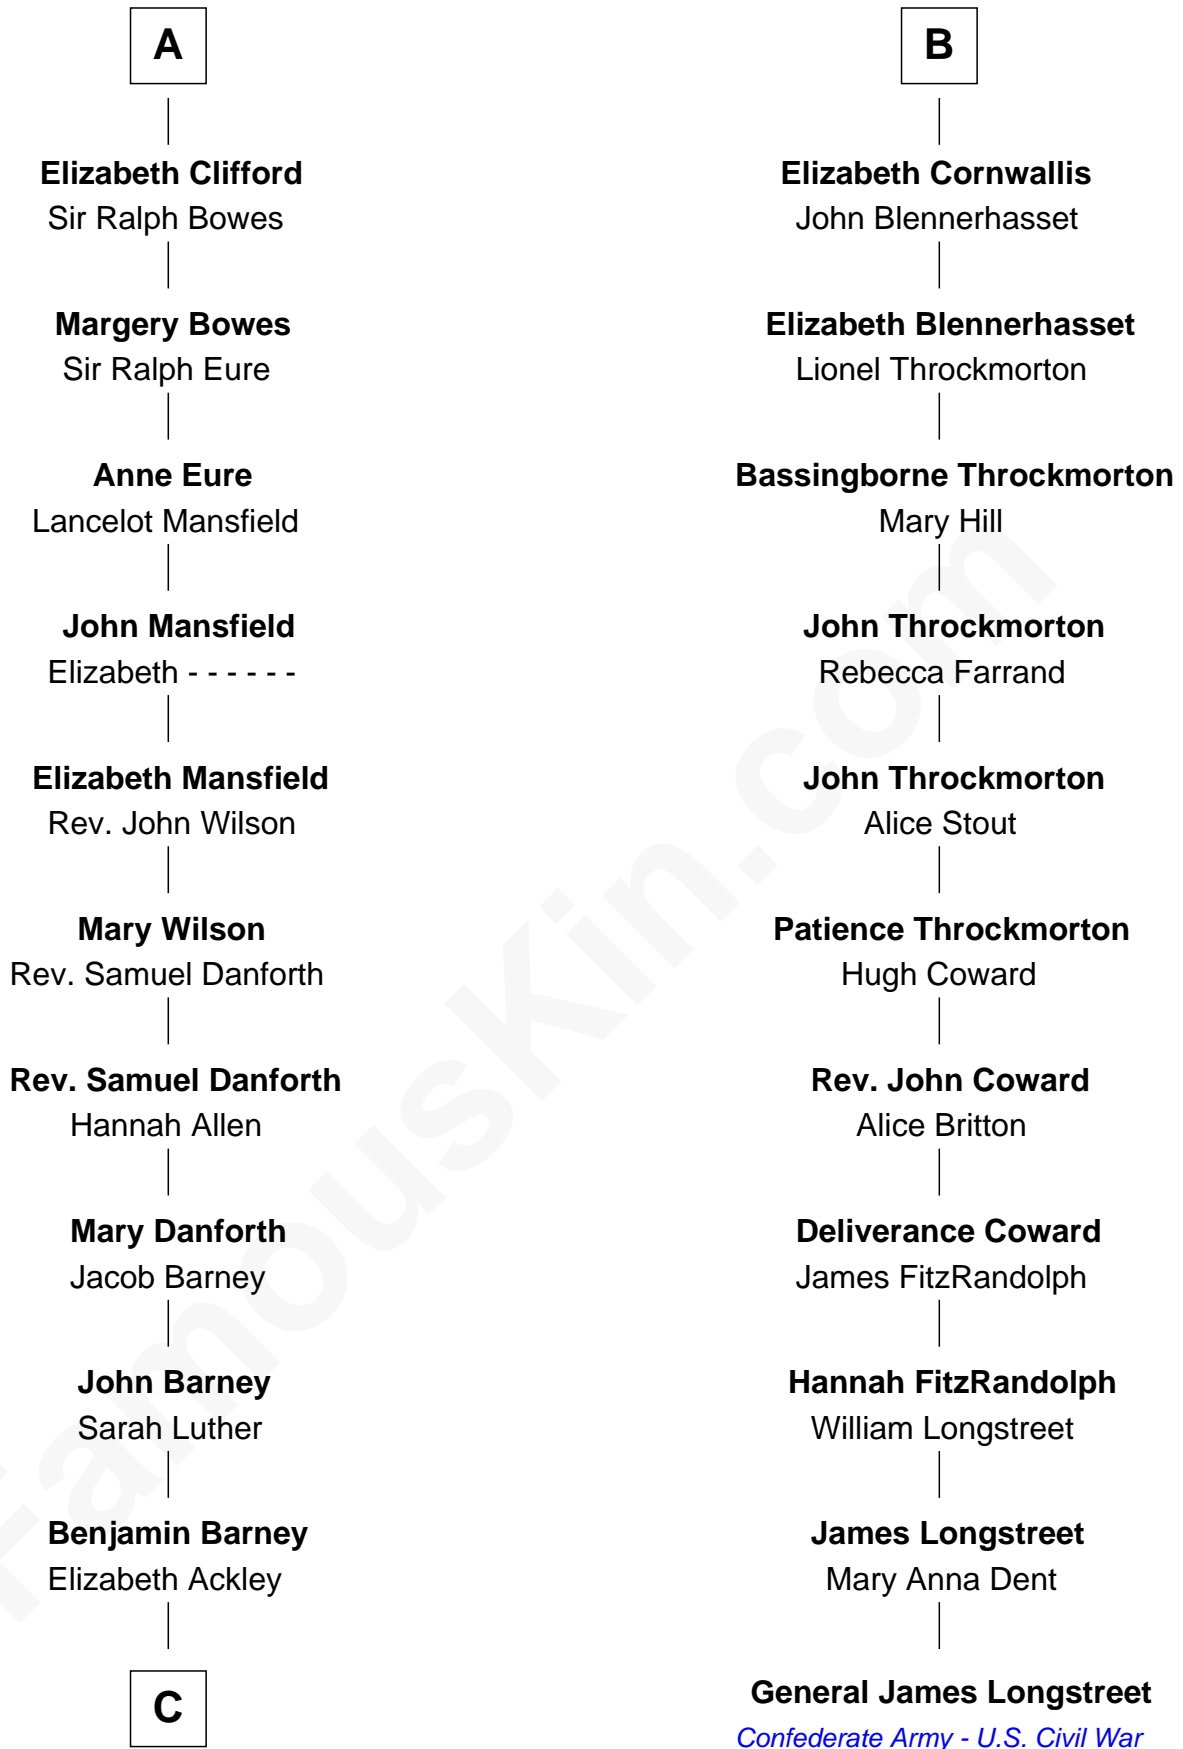 A
Elizabeth Clifford
Sir Ralph Bowes
Margery Bowes
Sir Ralph Eure
Anne Eure
Lancelot Mansfield
John Mansfield
Elizabeth - - - - - -
Elizabeth Mansfield
Rev. John Wilson
Mary Wilson
Rev. Samuel Danforth
Rev. Samuel Danforth
Hannah Allen
Mary Danforth
Jacob Barney
John Barney
Sarah Luther
Benjamin Barney
Elizabeth Ackley
C
B
Elizabeth Cornwallis
John Blennerhasset
Elizabeth Blennerhasset
Lionel Throckmorton
Bassingborne Throckmorton
Mary Hill
John Throckmorton
Rebecca Farrand
John Throckmorton
Alice Stout
Patience Throckmorton
Hugh Coward
Rev. John Coward
Alice Britton
Deliverance Coward
James FitzRandolph
Hannah FitzRandolph
William Longstreet
James Longstreet
Mary Anna Dent
General James Longstreet
Confederate Army - U.S. Civil War
FamousKin.com